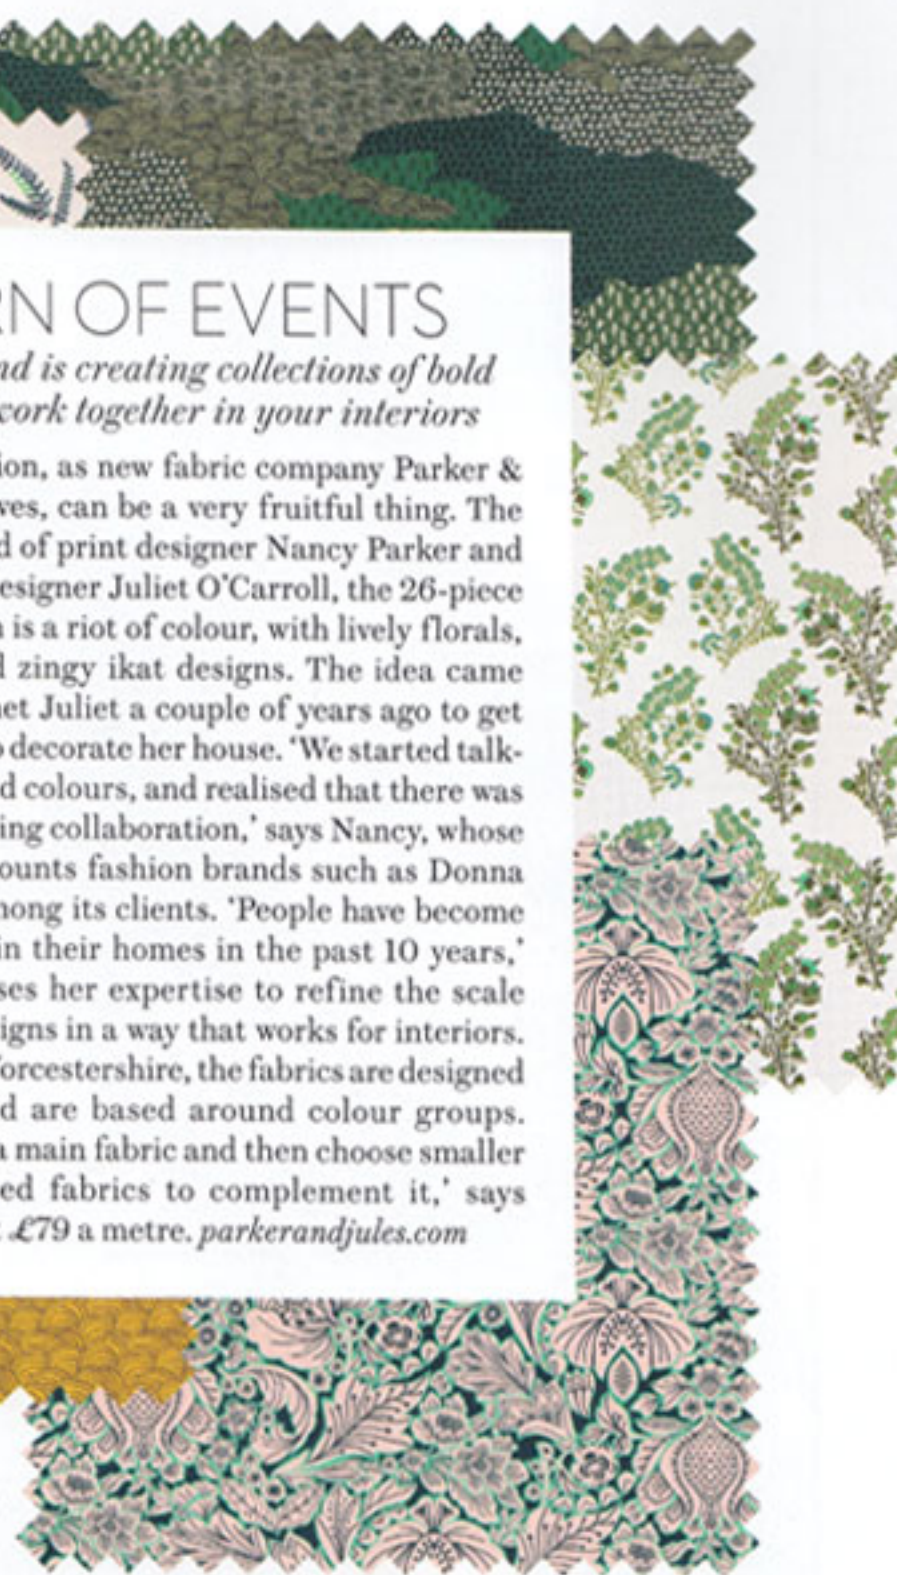 RN OF EVENTS
nd is creating collections of bold
work together in your interiors
ion, as new fabric company Parker &
ves, can be a very fruitful thing. The
d of print designer Nancy Parker and
esigner Juliet O'Carroll, the 26-piece
n is a riot of colour, with lively florals,
d zingy ikat designs. The idea came
net Juliet a couple of years ago to get
o decorate her house. 'We started talk-
d colours, and realised that there was
ing collaboration,' says Nancy, whose
ounts fashion brands such as Donna
nong its clients. 'People have become
in their homes in the past 10 years,'
ses her expertise to refine the scale
igns in a way that works for interiors.
orcestershire, the fabrics are designed
d are based around colour groups.
a main fabric and then choose smaller
ed fabrics to complement it,' says
£79 a metre. parkerandjules.com